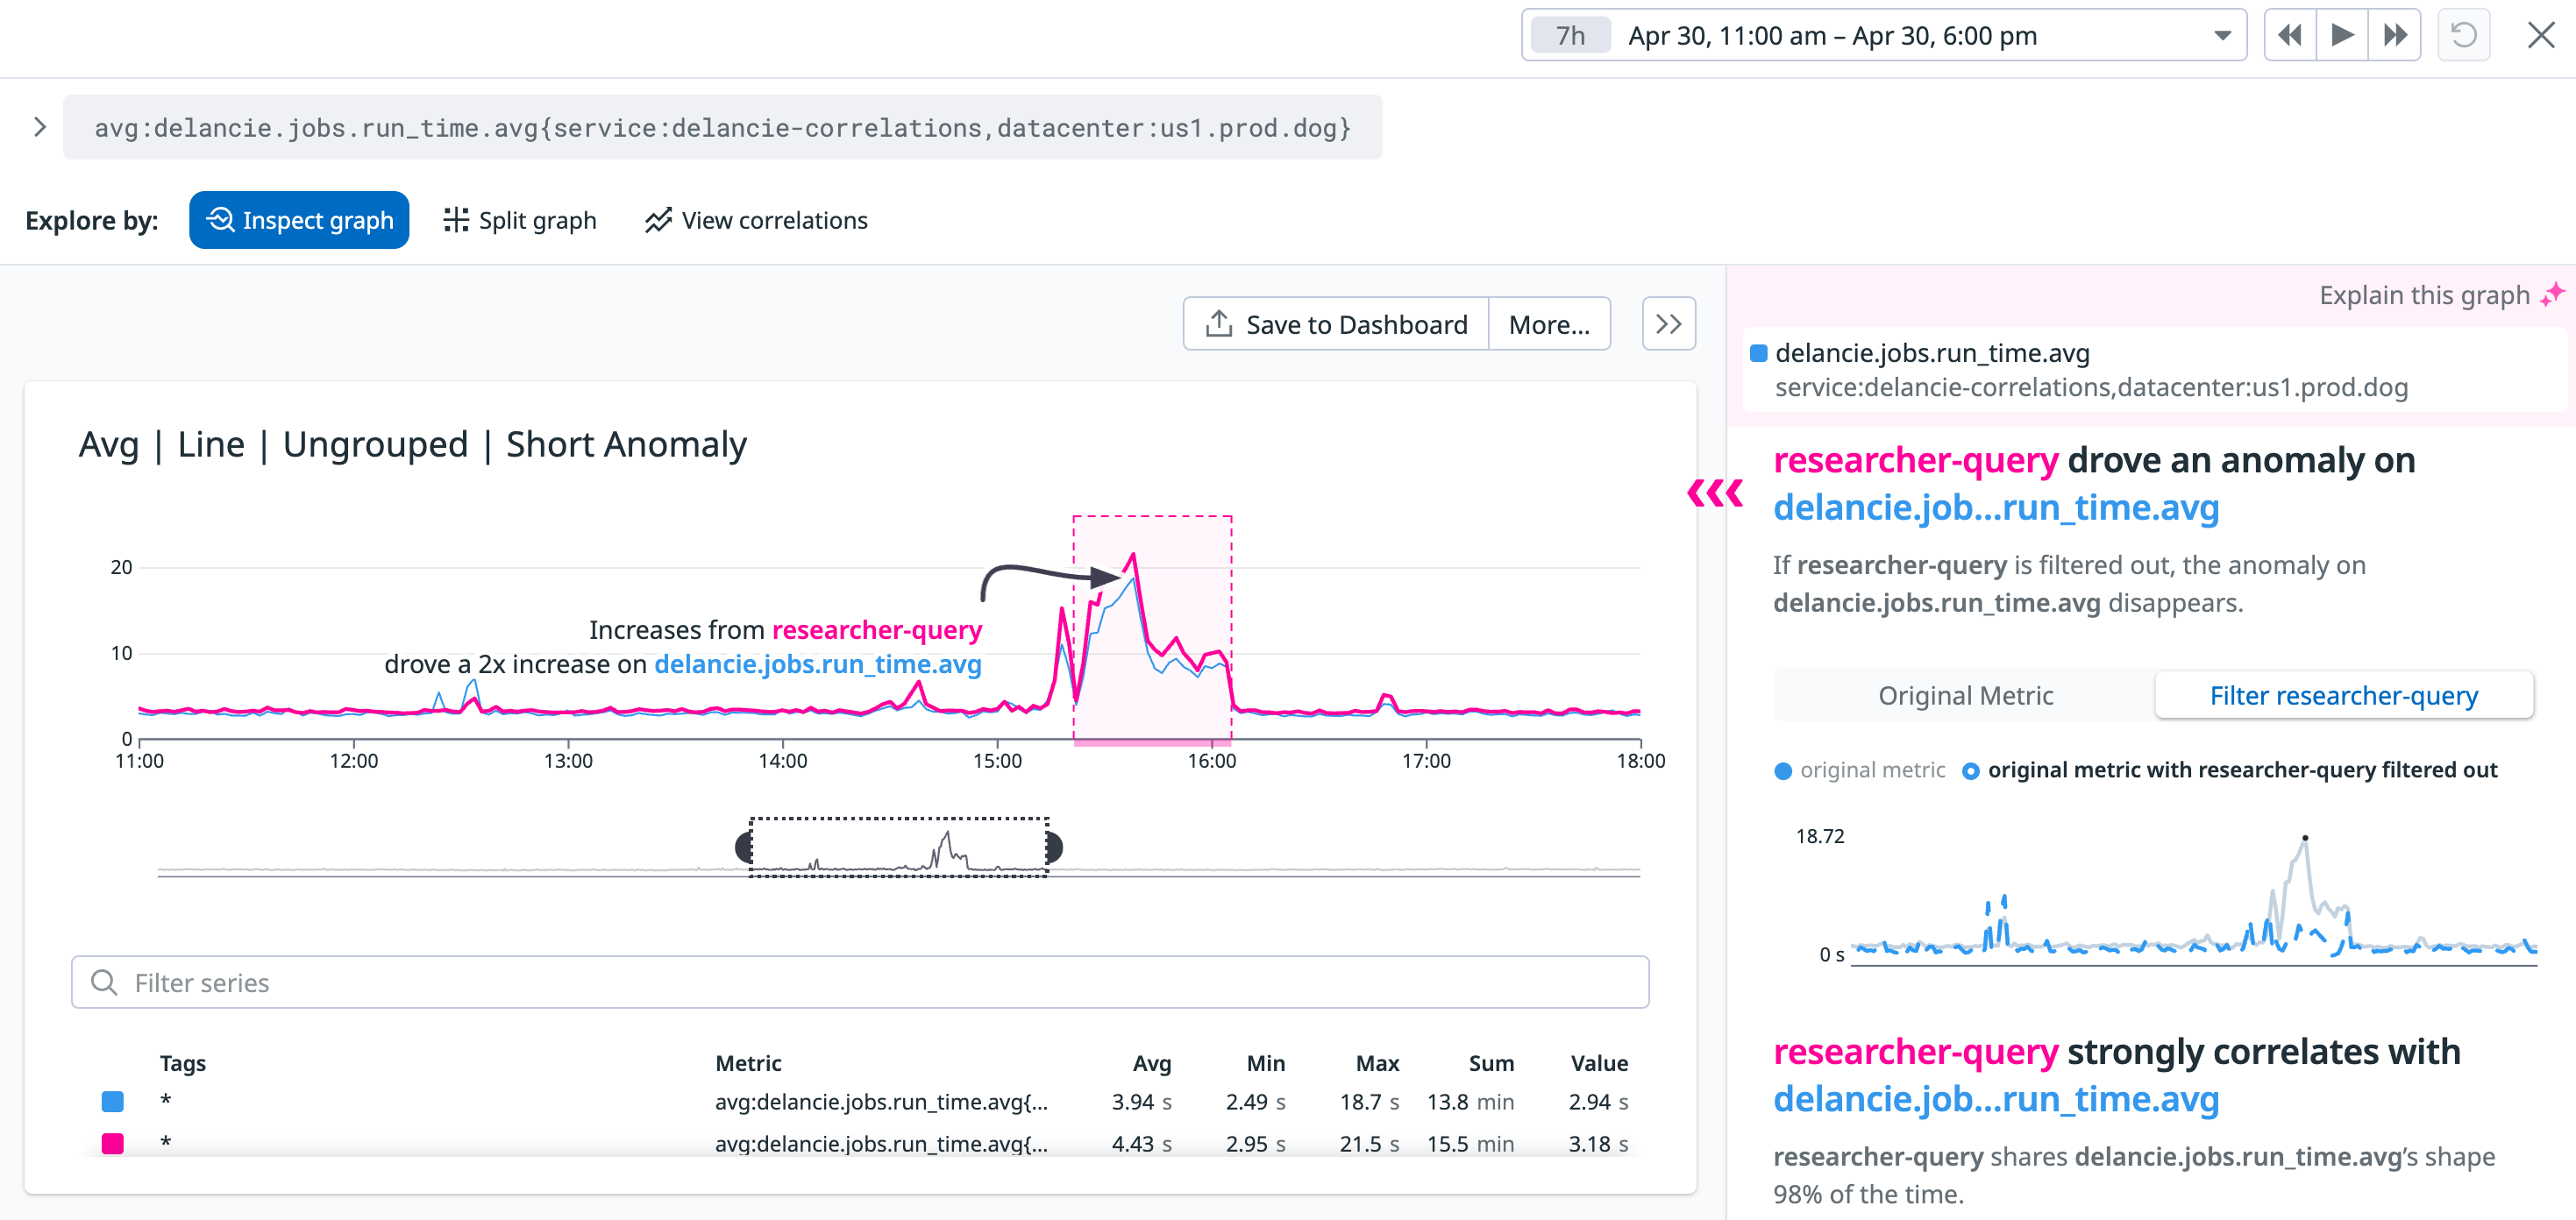 7h Apr 30, 11:00 am – Apr 30, 6:00 pm
avg:delancie.jobs.run_time.avg{service:delancie-correlations,datacenter:us1.prod.dog}
Explore by: Inspect graph Split graph View correlations
Save to Dashboard More...
Avg | Line | Ungrouped | Short Anomaly
20
10
0
Increases from researcher-query
drove a 2x increase on delancie.jobs.run_time.avg
11:00 12:00 13:00 14:00 15:00 16:00 17:00 18:00
Filter series
Tags Metric Avg Min Max Sum Value
* avg:delancie.jobs.run_time.avg{... 3.94 s 2.49 s 18.7 s 13.8 min 2.94 s
* avg:delancie.jobs.run_time.avg{... 4.43 s 2.95 s 21.5 s 15.5 min 3.18 s
Explain this graph
delancie.jobs.run_time.avg
service:delancie-correlations,datacenter:us1.prod.dog
researcher-query drove an anomaly on
delancie.job...run_time.avg
If researcher-query is filtered out, the anomaly on
delancie.jobs.run_time.avg disappears.
Original Metric Filter researcher-query
original metric original metric with researcher-query filtered out
18.72
0 s
researcher-query strongly correlates with
delancie.job...run_time.avg
researcher-query shares delancie.jobs.run_time.avg’s shape
98% of the time.